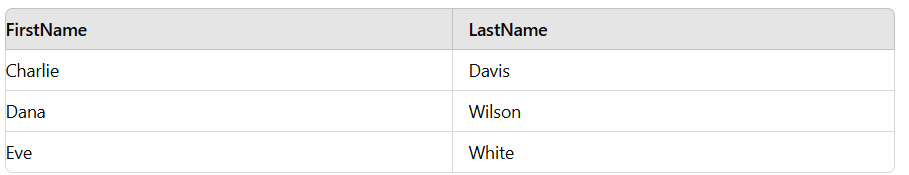 FirstName LastName
Charlie Davis
Dana Wilson
Eve White